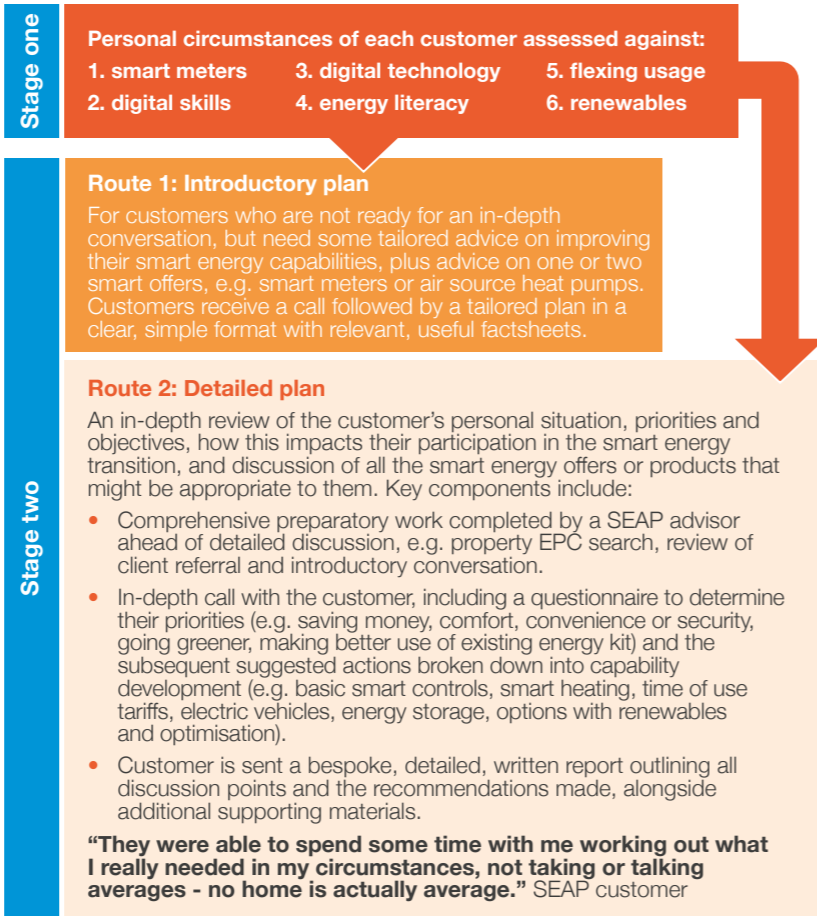 Stage one
Personal circumstances of each customer assessed against:
1. smart meters 3. digital technology 5. flexing usage
2. digital skills 4. energy literacy 6. renewables
Stage two
Route 1: Introductory plan
For customers who are not ready for an in-depth
conversation, but need some tailored advice on improving
their smart energy capabilities, plus advice on one or two
smart offers, e.g. smart meters or air source heat pumps.
Customers receive a call followed by a tailored plan in a
clear, simple format with relevant, useful factsheets.
Route 2: Detailed plan
An in-depth review of the customer’s personal situation, priorities and
objectives, how this impacts their participation in the smart energy
transition, and discussion of all the smart energy offers or products that
might be appropriate to them. Key components include:
• Comprehensive preparatory work completed by a SEAP advisor
ahead of detailed discussion, e.g. property EPC search, review of
client referral and introductory conversation.
• In-depth call with the customer, including a questionnaire to determine
their priorities (e.g. saving money, comfort, convenience or security,
going greener, making better use of existing energy kit) and the
subsequent suggested actions broken down into capability
development (e.g. basic smart controls, smart heating, time of use
tariffs, electric vehicles, energy storage, options with renewables
and optimisation).
• Customer is sent a bespoke, detailed, written report outlining all
discussion points and the recommendations made, alongside
additional supporting materials.
“They were able to spend some time with me working out what
I really needed in my circumstances, not taking or talking
averages - no home is actually average.” SEAP customer